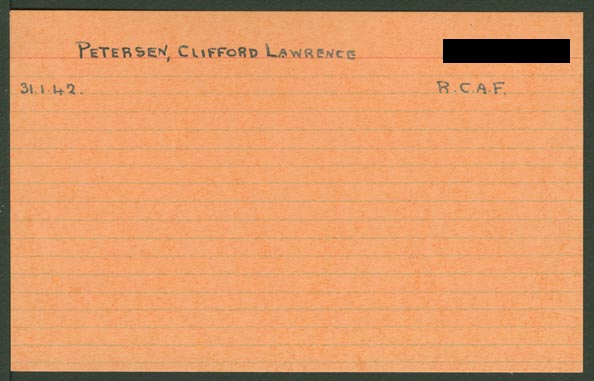 PETERSEN, CLIFFORD LAWRENCE
31.1.42. R.C.A.F.